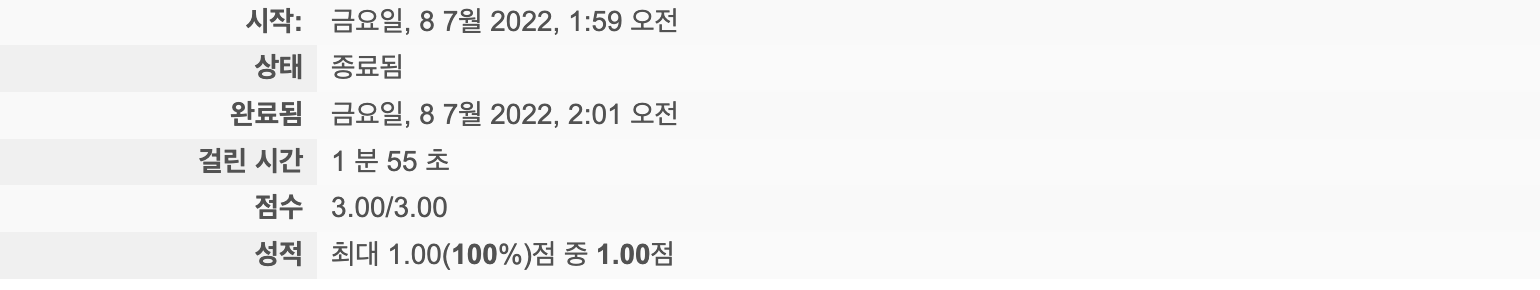 시작: 금요일, 8 7월 2022, 1:59 오전
상태 종료됨
완료됨 금요일, 8 7월 2022, 2:01 오전
걸린 시간 1 분 55 초
점수 3.00/3.00
성적 최대 1.00(100%)점 중 1.00점